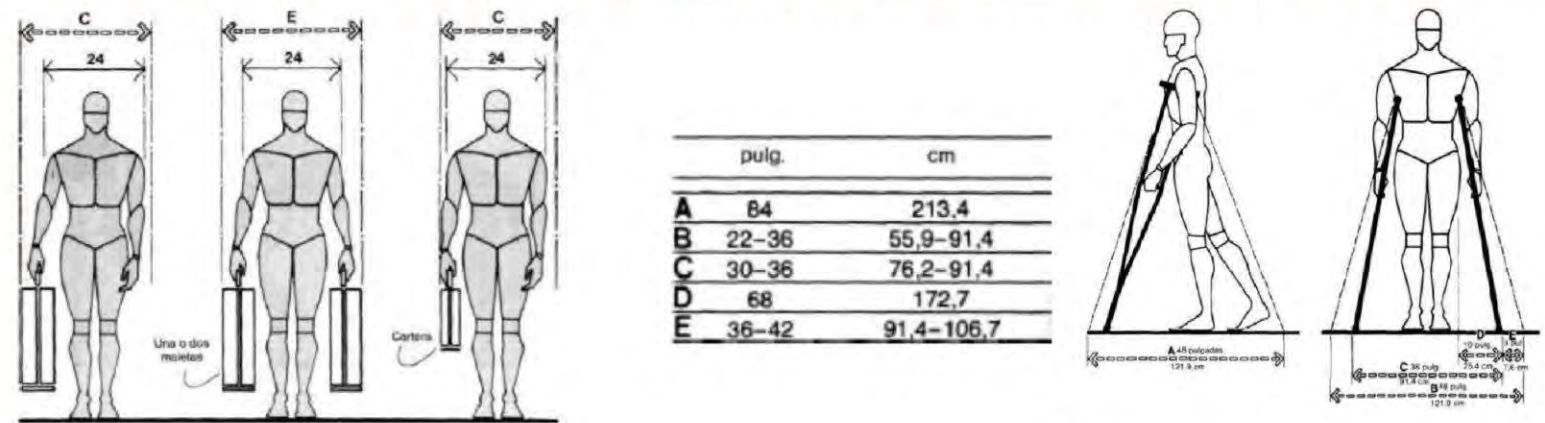 C
E
C
24
24
24
Una o dos
maletas
Cartera
pulg. cm
A 84 213,4
B 22–36 55,9–91,4
C 30–36 76,2–91,4
D 68 172,7
E 36–42 91,4–106,7
A 48 pulgadas
121.9 cm
D
10 pulg.
25.4 cm
E
3 pul
7,6 cm
C 36 pulg
91.4 cm
B 48 pulg.
121.9 cm